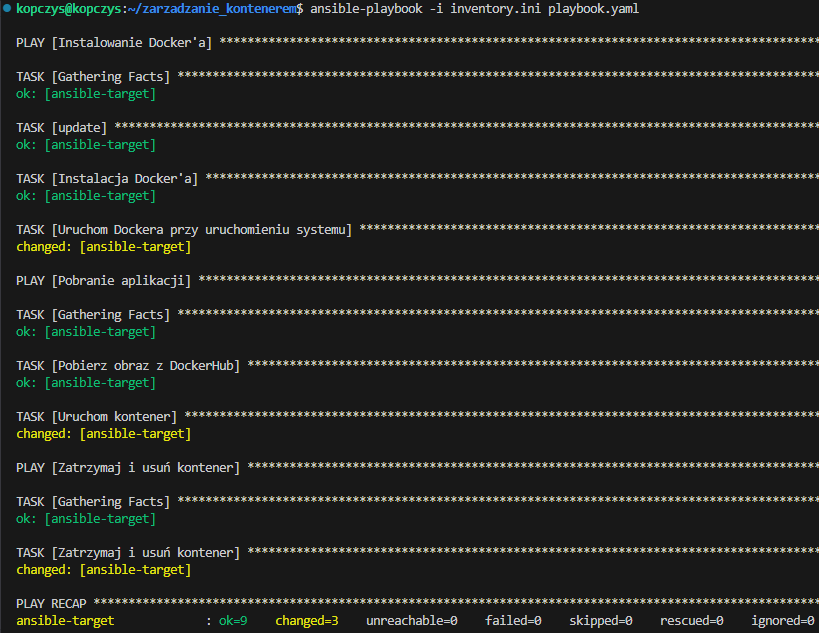 kopczys@kopczys:~/zarzadzanie_kontenerem$ ansible-playbook -i inventory.ini playbook.yaml
PLAY [Instalowanie Docker'a] **************************************************************************************
TASK [Gathering Facts] ********************************************************************************************
ok: [ansible-target]
TASK [update] *****************************************************************************************************
ok: [ansible-target]
TASK [Instalacja Docker'a] ****************************************************************************************
ok: [ansible-target]
TASK [Uruchom Dockera przy uruchomieniu systemu] ******************************************************************
changed: [ansible-target]
PLAY [Pobranie aplikacji] *****************************************************************************************
TASK [Gathering Facts] ********************************************************************************************
ok: [ansible-target]
TASK [Pobierz obraz z DockerHub] **********************************************************************************
ok: [ansible-target]
TASK [Uruchom kontener] *******************************************************************************************
changed: [ansible-target]
PLAY [Zatrzymaj i usuń kontener] **********************************************************************************
TASK [Gathering Facts] ********************************************************************************************
ok: [ansible-target]
TASK [Zatrzymaj i usuń kontener] **********************************************************************************
changed: [ansible-target]
PLAY RECAP ********************************************************************************************************
ansible-target             : ok=9    changed=3    unreachable=0    failed=0    skipped=0    rescued=0    ignored=0